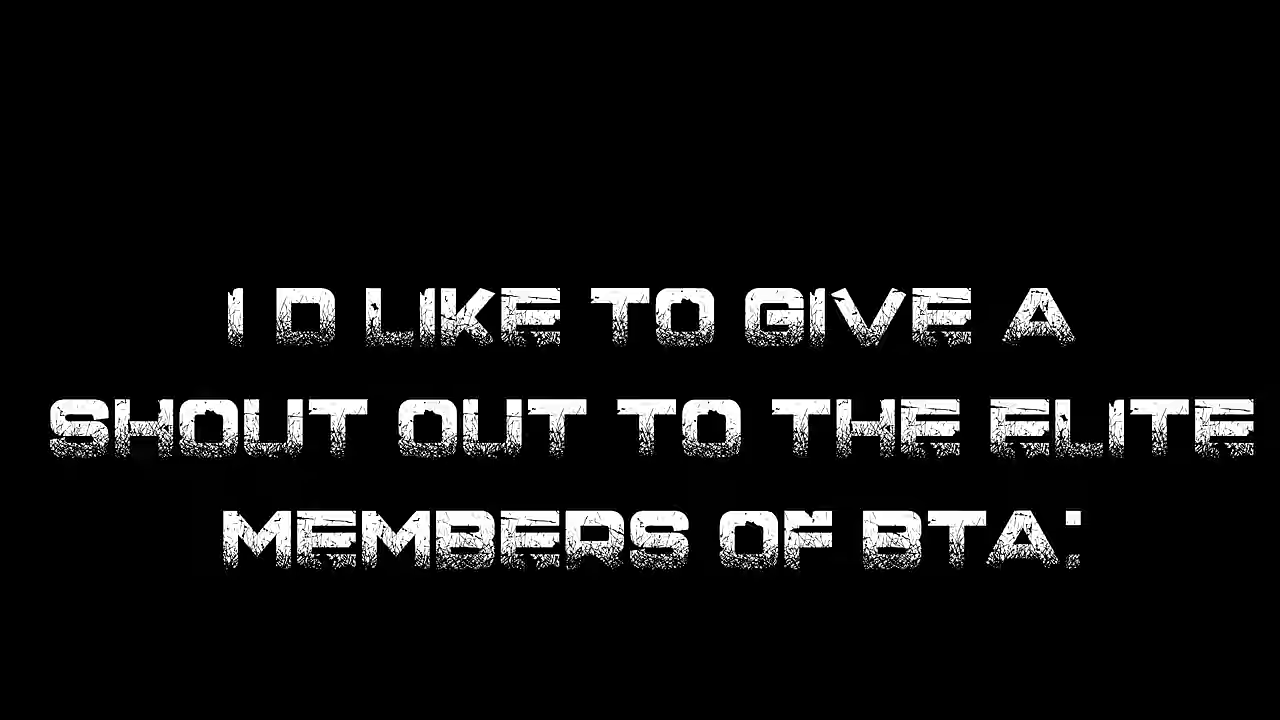 I D LIKE TO GIVE A
SHOUT OUT TO THE ELITE
MEMBERS OF BTA: